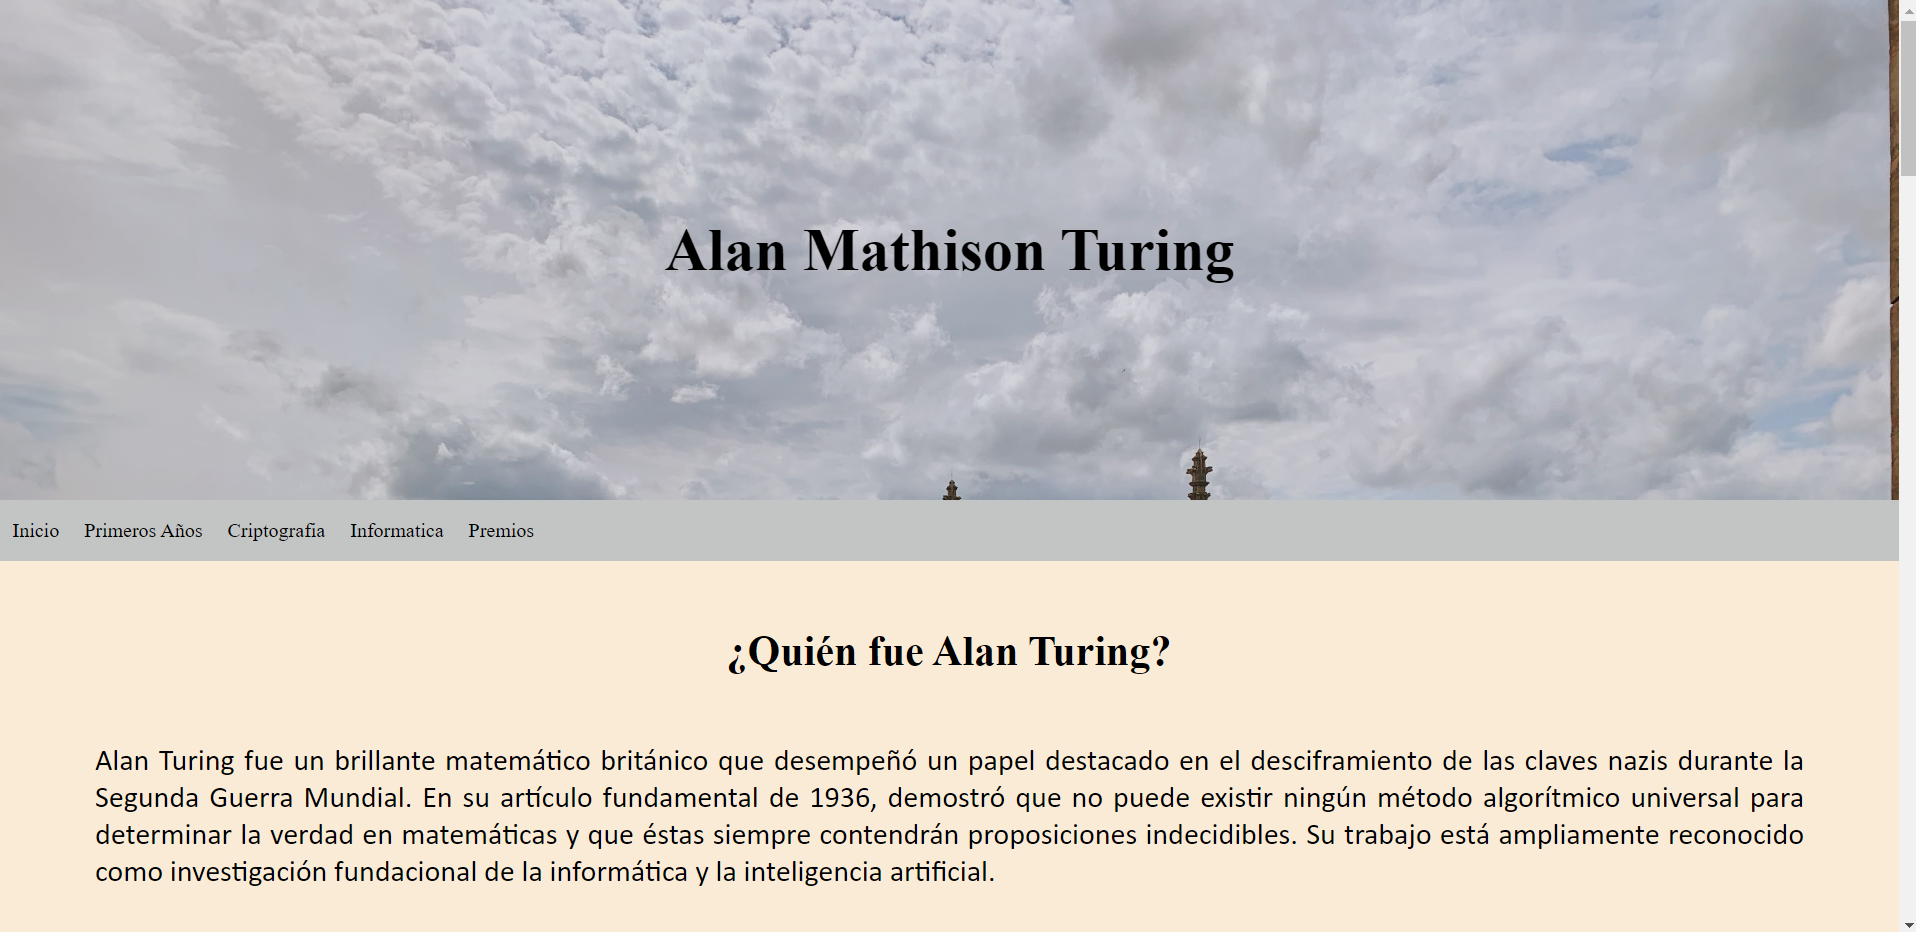 Alan Mathison Turing
Inicio Primeros Años Criptografia Informatica Premios
¿Quién fue Alan Turing?
Alan Turing fue un brillante matemático británico que desempeñó un papel destacado en el desciframiento de las claves nazis durante la
Segunda Guerra Mundial. En su artículo fundamental de 1936, demostró que no puede existir ningún método algorítmico universal para
determinar la verdad en matemáticas y que éstas siempre contendrán proposiciones indecidibles. Su trabajo está ampliamente reconocido
como investigación fundacional de la informática y la inteligencia artificial.